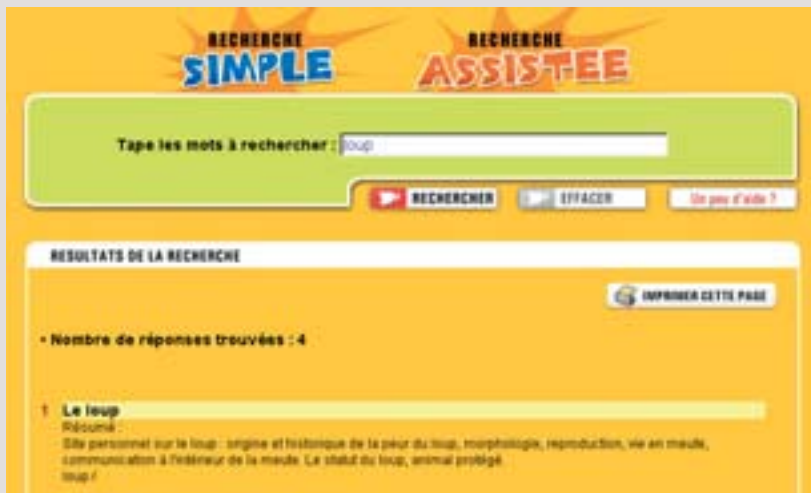 RECHERCHE
SIMPLE
RECHERCHE
ASSISTEE
Tape les mots à rechercher : loup
RECHERCHER
EFFACER
Un peu d'aide ?
RESULTATS DE LA RECHERCHE
IMPRIMER CETTE PAGE
• Nombre de réponses trouvées : 4
1 Le loup
Résumé :
Site personnel sur le loup : origine et historique de la peur du loup, morphologie, reproduction, vie en meute,
communication à l'intérieur de la meute. Le statut du loup, animal protégé.
loup /